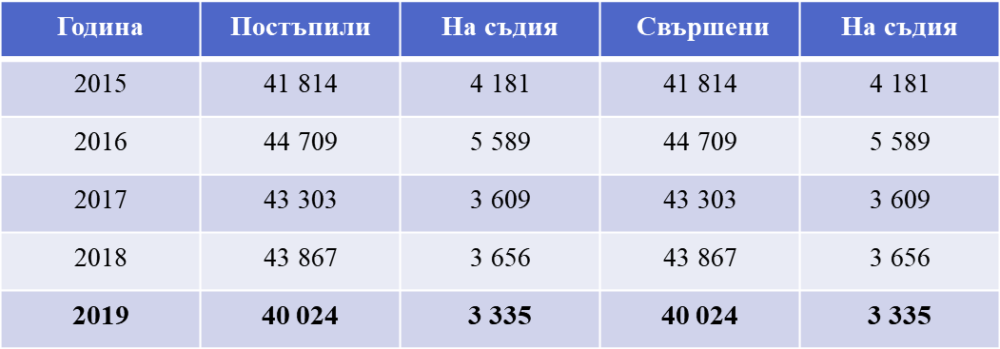 Година Постъпили На съдия Свършени На съдия
2015 41 814 4 181 41 814 4 181
2016 44 709 5 589 44 709 5 589
2017 43 303 3 609 43 303 3 609
2018 43 867 3 656 43 867 3 656
2019 40 024 3 335 40 024 3 335